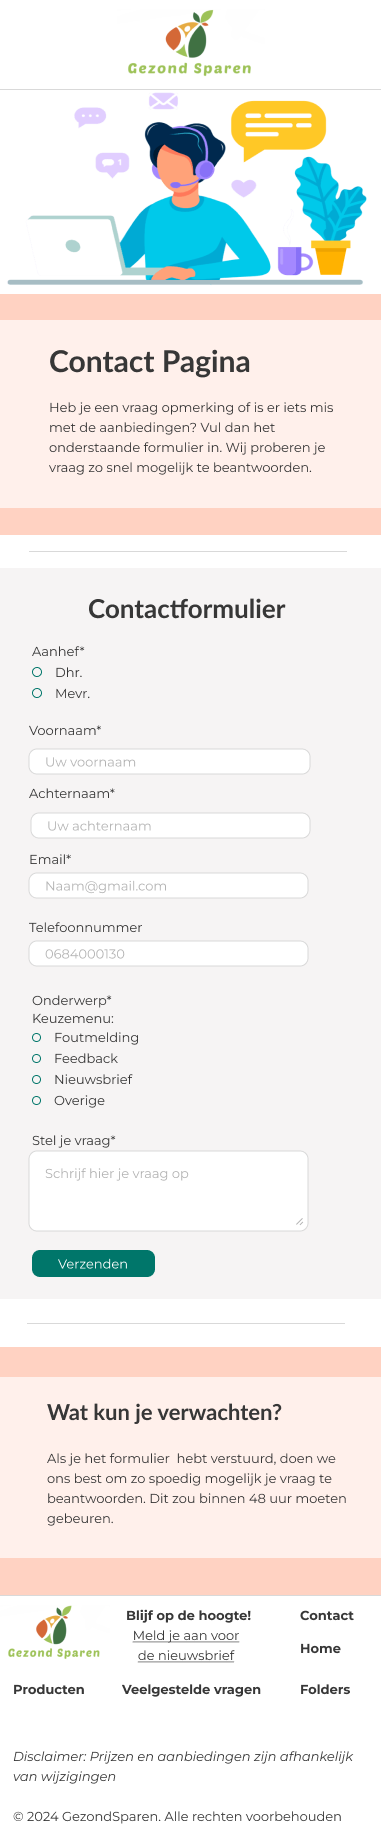 Gezond Sparen
1
Contact Pagina
Heb je een vraag opmerking of is er iets mis
met de aanbiedingen? Vul dan het
onderstaande formulier in. Wij proberen je
vraag zo snel mogelijk te beantwoorden.
Contactformulier
Aanhef*
Dhr.
Mevr.
Voornaam*
Uw voornaam
Achternaam*
Uw achternaam
Email*
Naam@gmail.com
Telefoonnummer
0684000130
Onderwerp*
Keuzemenu:
Foutmelding
Feedback
Nieuwsbrief
Overige
Stel je vraag*
Schrijf hier je vraag op
Verzenden
Wat kun je verwachten?
Als je het formulier  hebt verstuurd, doen we
ons best om zo spoedig mogelijk je vraag te
beantwoorden. Dit zou binnen 48 uur moeten
gebeuren.
Gezond Sparen
Blijf op de hoogte!
Meld je aan voor
de nieuwsbrief
Contact
Home
Producten
Veelgestelde vragen
Folders
Disclaimer: Prijzen en aanbiedingen zijn afhankelijk
van wijzigingen
© 2024 GezondSparen. Alle rechten voorbehouden